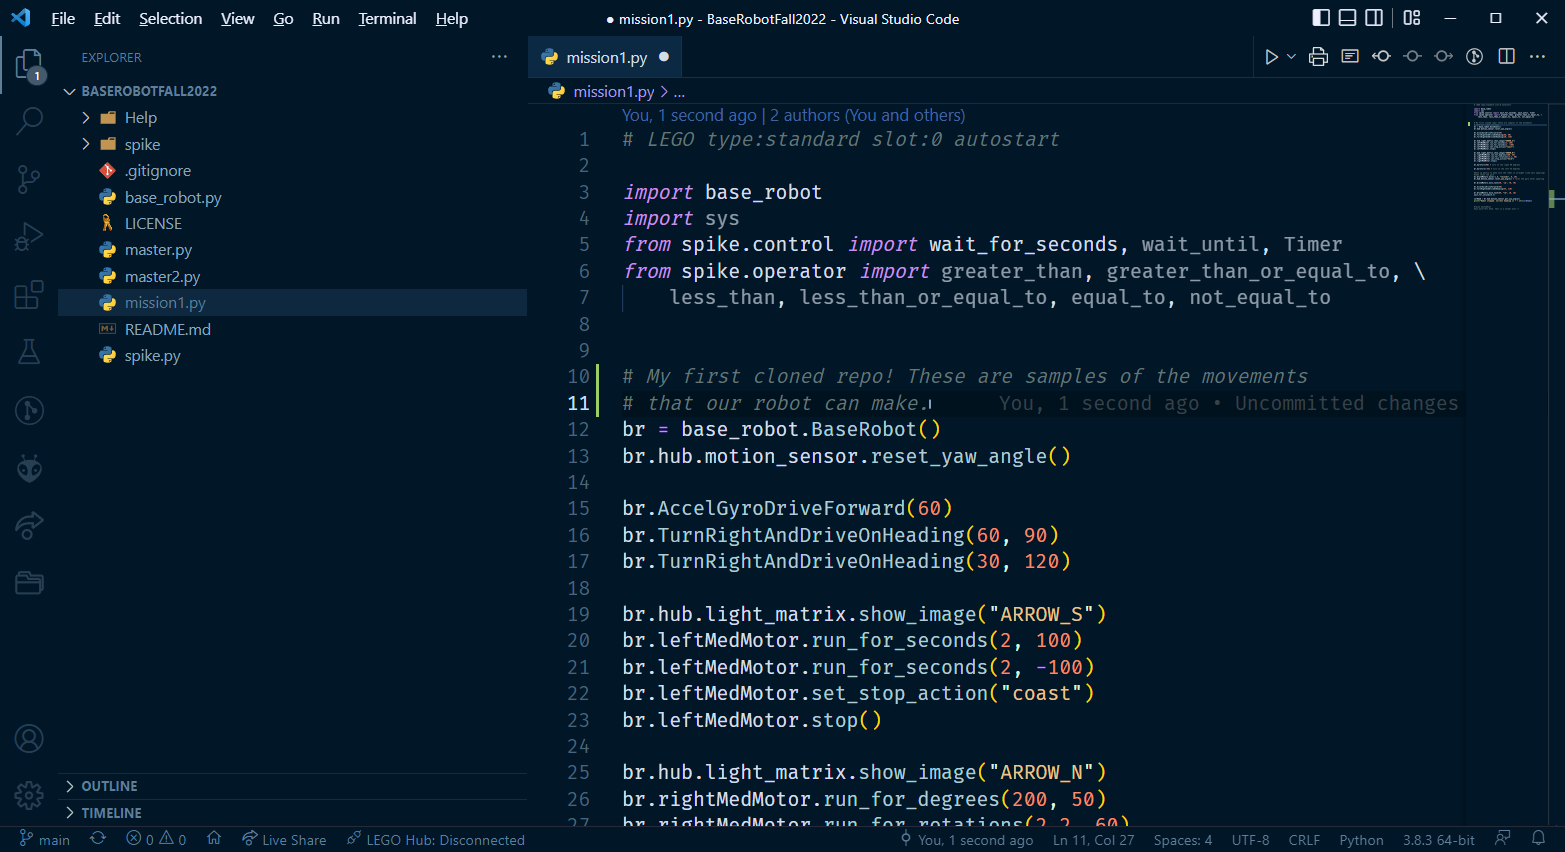 File Edit Selection View Go Run Terminal Help
● mission1.py - BaseRobotFall2022 - Visual Studio Code
1
EXPLORER
BASEROBOTFALL2022
Help
spike
.gitignore
base_robot.py
LICENSE
master.py
master2.py
mission1.py
README.md
spike.py
OUTLINE
TIMELINE
mission1.py
mission1.py > ...
You, 1 second ago | 2 authors (You and others)
1 # LEGO type:standard slot:0 autostart
2
3 import base_robot
4 import sys
5 from spike.control import wait_for_seconds, wait_until, Timer
6 from spike.operator import greater_than, greater_than_or_equal_to, \
7 less_than, less_than_or_equal_to, equal_to, not_equal_to
8
9
10 # My first cloned repo! These are samples of the movements
11 # that our robot can make. You, 1 second ago • Uncommitted changes
12 br = base_robot.BaseRobot()
13 br.hub.motion_sensor.reset_yaw_angle()
14
15 br.AccelGyroDriveForward(60)
16 br.TurnRightAndDriveOnHeading(60, 90)
17 br.TurnRightAndDriveOnHeading(30, 120)
18
19 br.hub.light_matrix.show_image("ARROW_S")
20 br.leftMedMotor.run_for_seconds(2, 100)
21 br.leftMedMotor.run_for_seconds(2, -100)
22 br.leftMedMotor.set_stop_action("coast")
23 br.leftMedMotor.stop()
24
25 br.hub.light_matrix.show_image("ARROW_N")
26 br.rightMedMotor.run_for_degrees(200, 50)
27 br.rightMedMotor.run_for_rotations(2.2, 60)
main 0 0 Live Share LEGO Hub: Disconnected You, 1 second ago Ln 11, Col 27 Spaces: 4 UTF-8 CRLF Python 3.8.3 64-bit